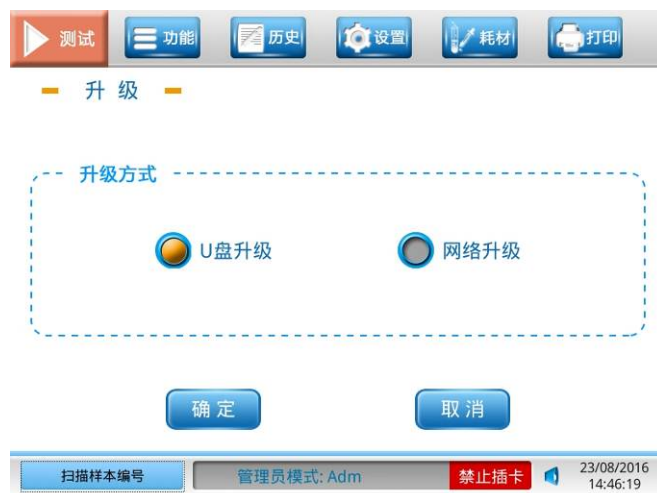 测试 功能 历史 设置 耗材 打印
升 级
升级方式
U盘升级 网络升级
确 定 取 消
扫描样本编号 管理员模式: Adm 禁止插卡 23/08/2016
14:46:19